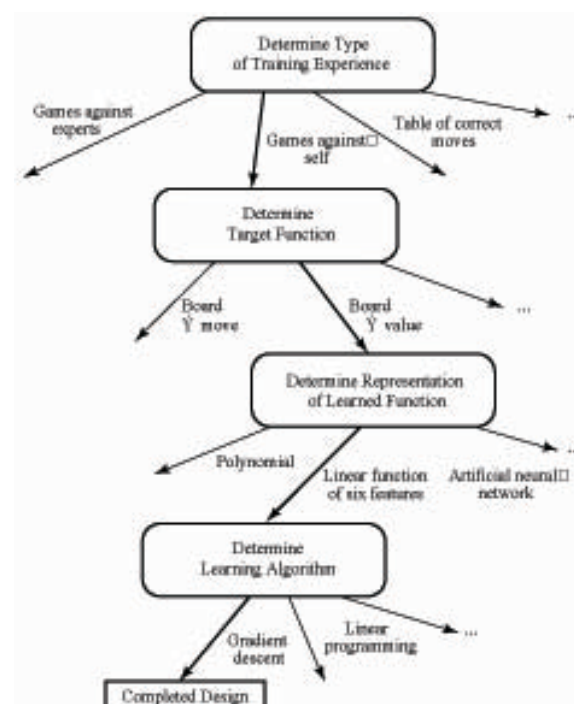 Determine Type
of Training Experience
Games against
experts
Games against□
self
Table of correct
moves
...
Determine
Target Function
Board
Ÿ move
Board
Ÿ value
...
Determine Representation
of Learned Function
Polynomial
Linear function
of six features
Artificial neural□
network
...
Determine
Learning Algorithm
Gradient
descent
Linear
programming
...
Completed Design